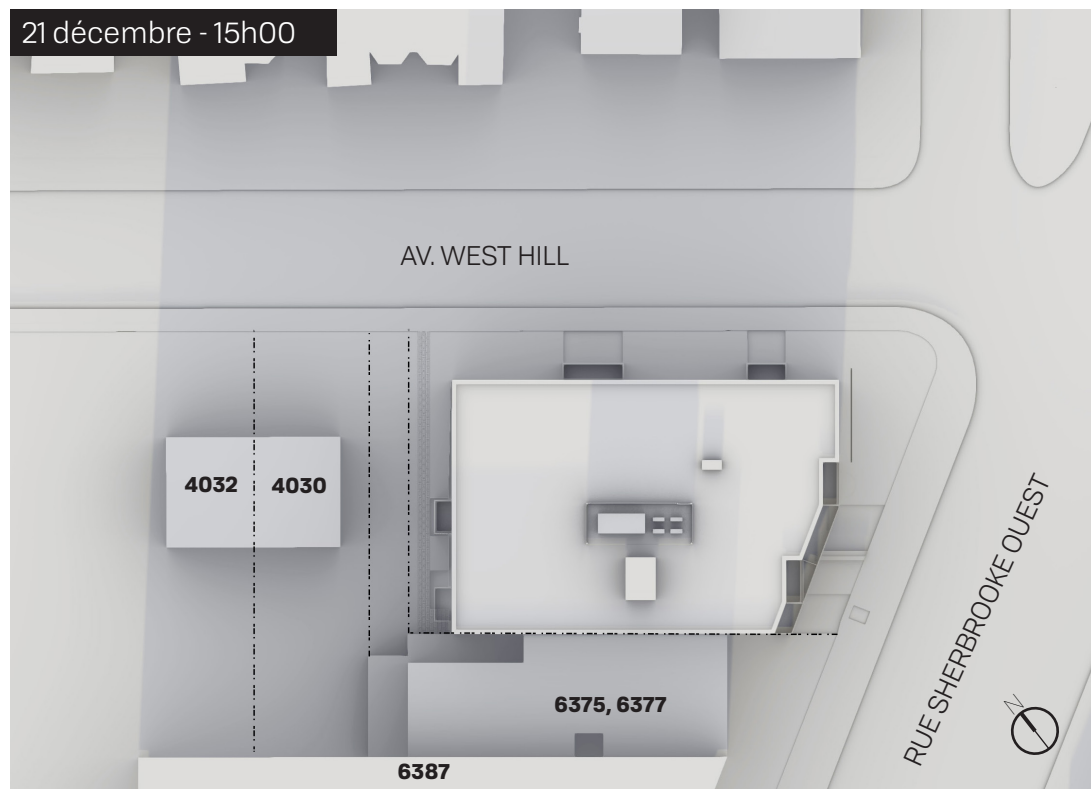 21 décembre - 15h00
AV. WEST HILL
4032
4030
6375, 6377
6387
RUE SHERBROOKE OUEST
N